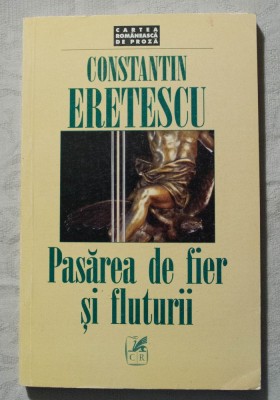 CARTEA
ROMÂNEASCĂ
DE PROZĂ
CONSTANTIN
ERETESCU
Pasărea de fier
și fluturii
C R